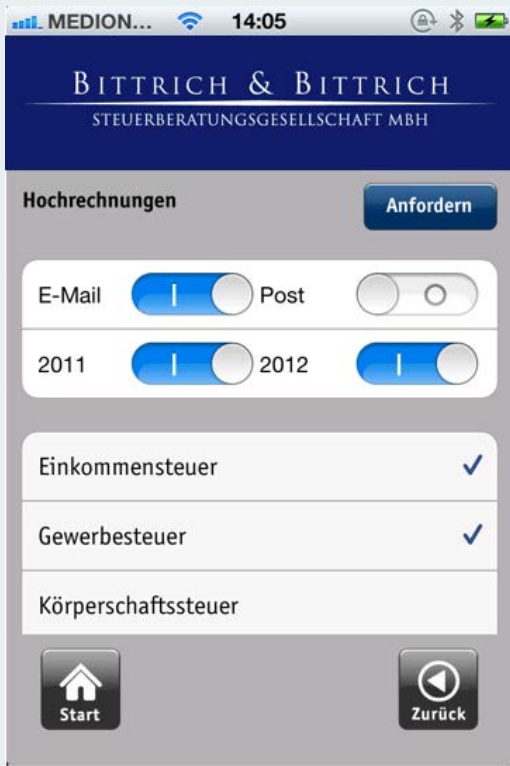 MEDION... 14:05
BITTRICH & BITTRICH
STEUERBERATUNGSGESELLSCHAFT MBH
Hochrechnungen Anfordern
E-Mail Post
2011 2012
Einkommensteuer
Gewerbesteuer
Körperschaftssteuer
Start Zurück